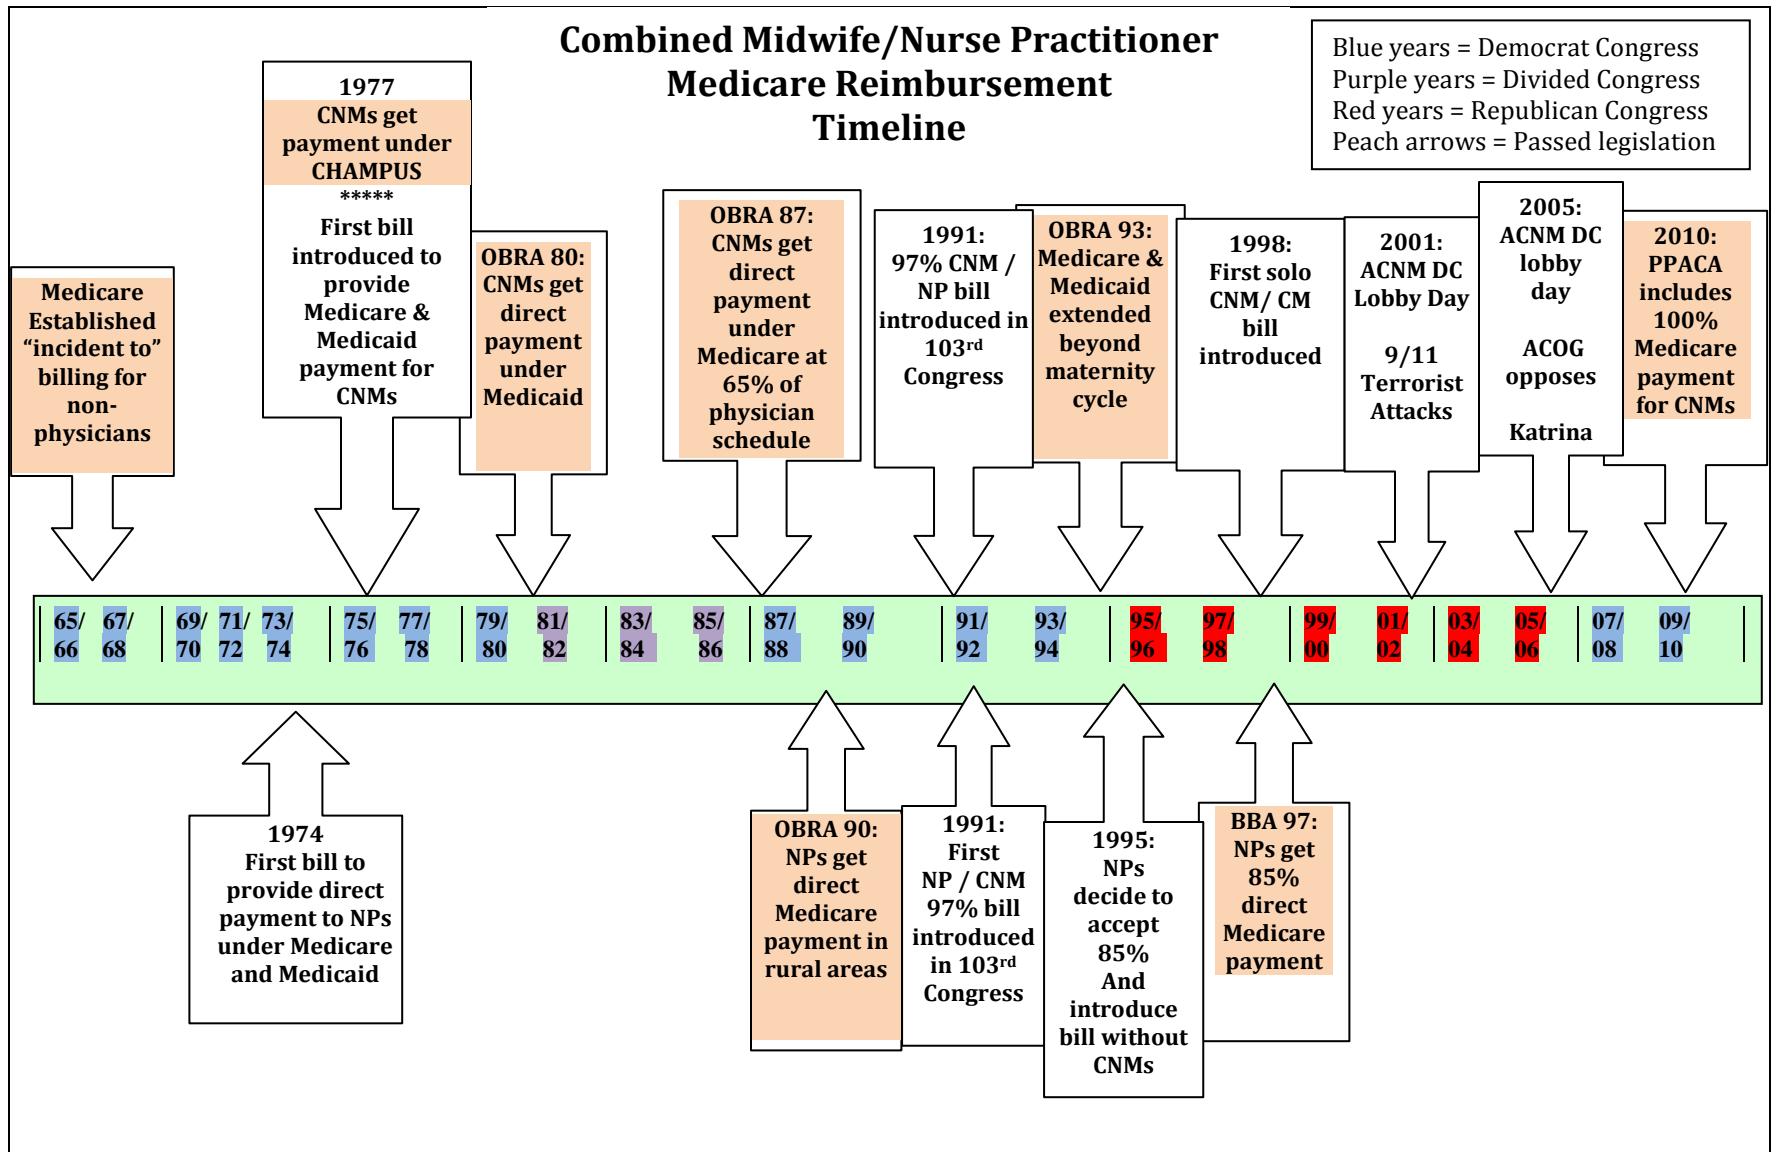 Combined Midwife/Nurse Practitioner
Medicare Reimbursement
Timeline
Blue years = Democrat Congress
Purple years = Divided Congress
Red years = Republican Congress
Peach arrows = Passed legislation
Medicare
Established
“incident to”
billing for
non-
physicians
1977
CNMs get
payment under
CHAMPUS
*****
First bill
introduced to
provide
Medicare &
Medicaid
payment for
CNMs
OBRA 80:
CNMs get
direct
payment
under
Medicaid
OBRA 87:
CNMs get
direct
payment
under
Medicare at
65% of
physician
schedule
1991:
97% CNM /
NP bill
introduced in
103rd
Congress
OBRA 93:
Medicare &
Medicaid
extended
beyond
maternity
cycle
1998:
First solo
CNM/ CM
bill
introduced
2001:
ACNM DC
Lobby Day
9/11
Terrorist
Attacks
2005:
ACNM DC
lobby
day
ACOG
opposes
Katrina
2010:
PPACA
includes
100%
Medicare
payment
for CNMs
65/ 67/ 69/ 71/ 73/ 75/ 77/ 79/ 81/ 83/ 85/ 87/ 89/ 91/ 93/ 95/ 97/ 99/ 01/ 03/ 05/ 07/ 09/
66 68 70 72 74 76 78 80 82 84 86 88 90 92 94 96 98 00 02 04 06 08 10
1974
First bill to
provide direct
payment to NPs
under Medicare
and Medicaid
OBRA 90:
NPs get
direct
Medicare
payment in
rural areas
1991:
First
NP / CNM
97% bill
introduced
in 103rd
Congress
1995:
NPs
decide to
accept
85%
And
introduce
bill without
CNMs
BBA 97:
NPs get
85%
direct
Medicare
payment